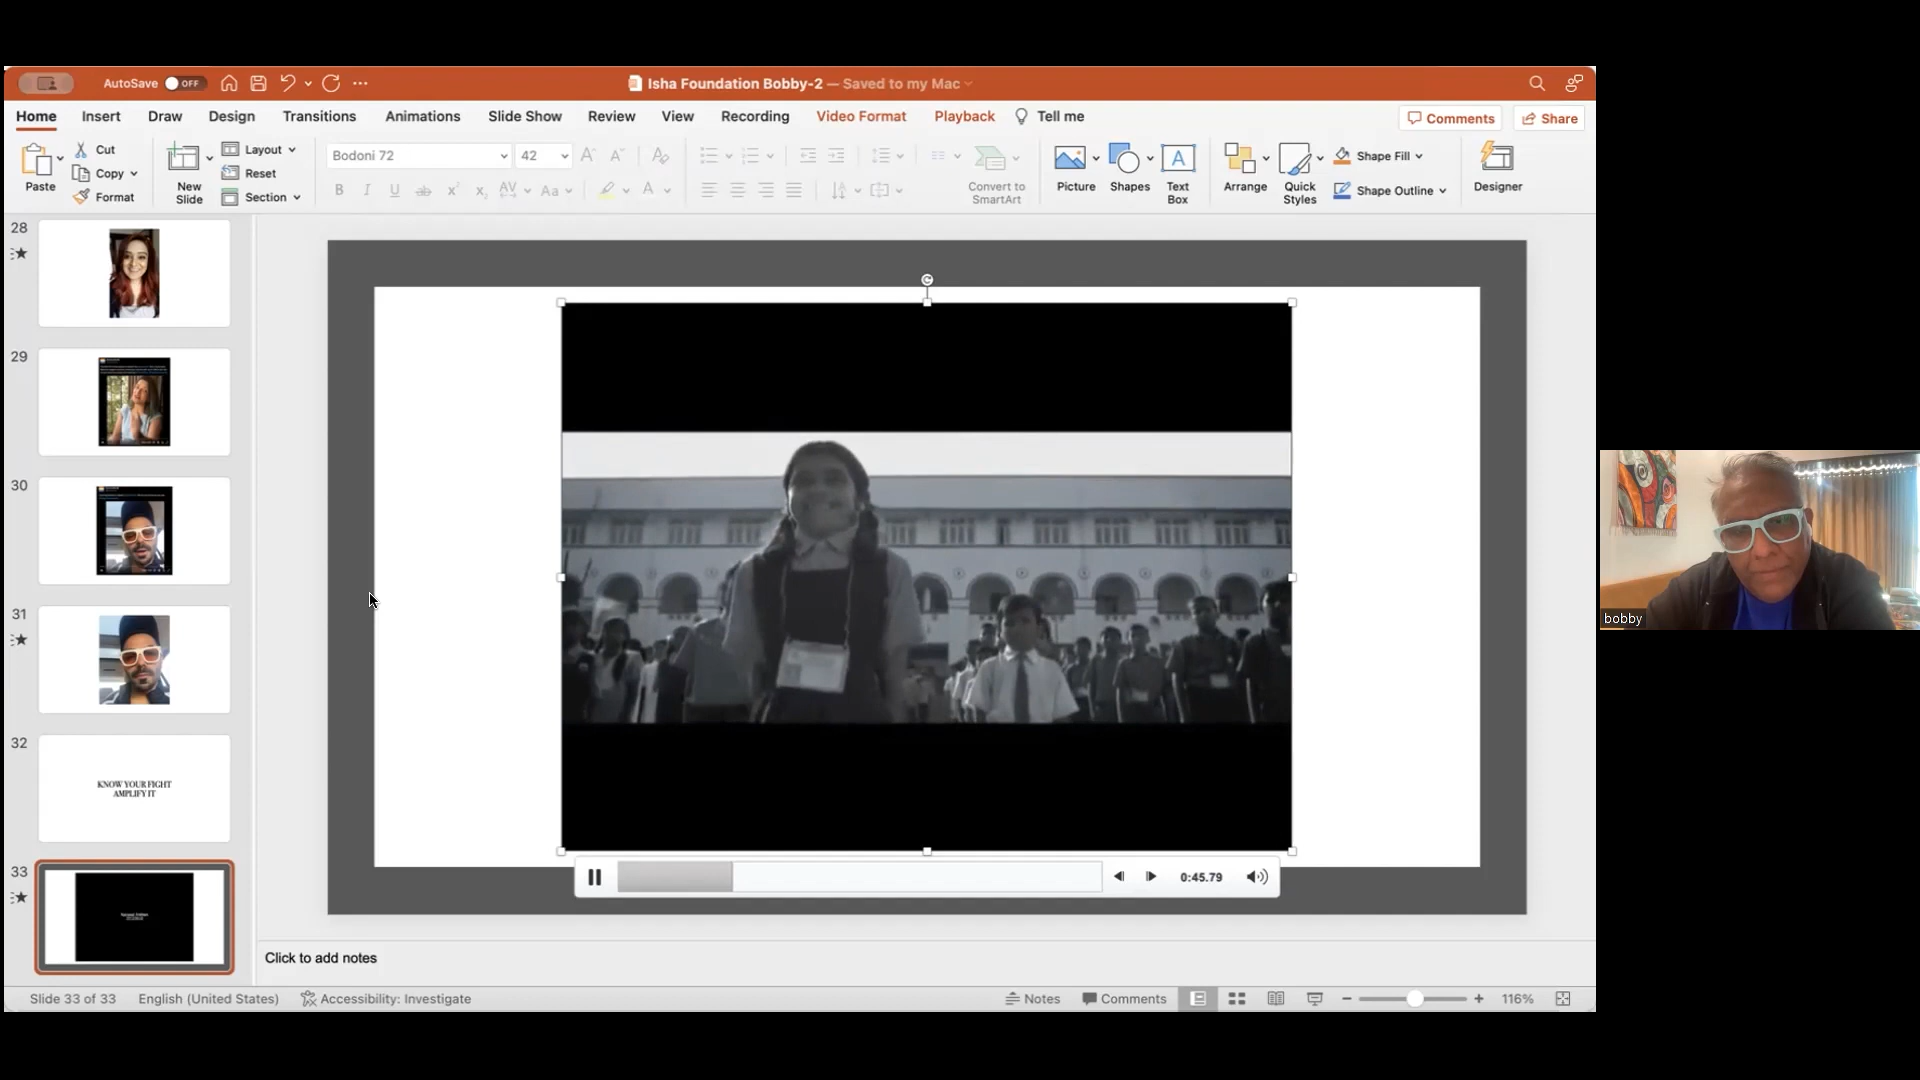 AutoSave OFF
Isha Foundation Bobby-2 — Saved to my Mac
Home Insert Draw Design Transitions Animations Slide Show Review View Recording Video Format Playback Tell me
Comments Share
Paste
Cut
Copy
Format
New Slide
Layout
Reset
Section
Bodoni 72
42
Convert to SmartArt
Picture
Shapes
Text Box
Arrange
Quick Styles
Shape Fill
Shape Outline
Designer
28
29
30
31
32
KNOW YOUR FIGHT
AMPLIFY IT
33
0:45.79
bobby
Click to add notes
Slide 33 of 33 English (United States) Accessibility: Investigate
Notes Comments 116%